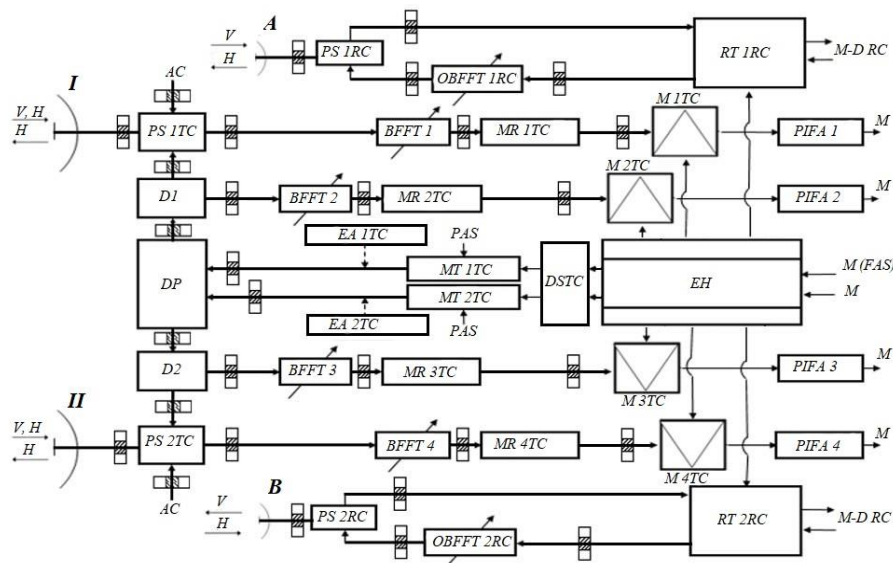 A
V
H
PS 1RC
OBFFT 1RC
RT 1RC
M-D RC
I
AC
V, H
H
PS 1TC
BFFT 1
MR 1TC
M 1TC
PIFA 1
M
D1
BFFT 2
MR 2TC
M 2TC
PIFA 2
M
EA 1TC
PAS
DP
MT 1TC
MT 2TC
DSTC
EH
M (FAS)
M
EA 2TC
PAS
D2
BFFT 3
MR 3TC
M 3TC
PIFA 3
M
II
V, H
H
PS 2TC
BFFT 4
MR 4TC
M 4TC
PIFA 4
M
AC
B
V
H
PS 2RC
OBFFT 2RC
RT 2RC
M-D RC